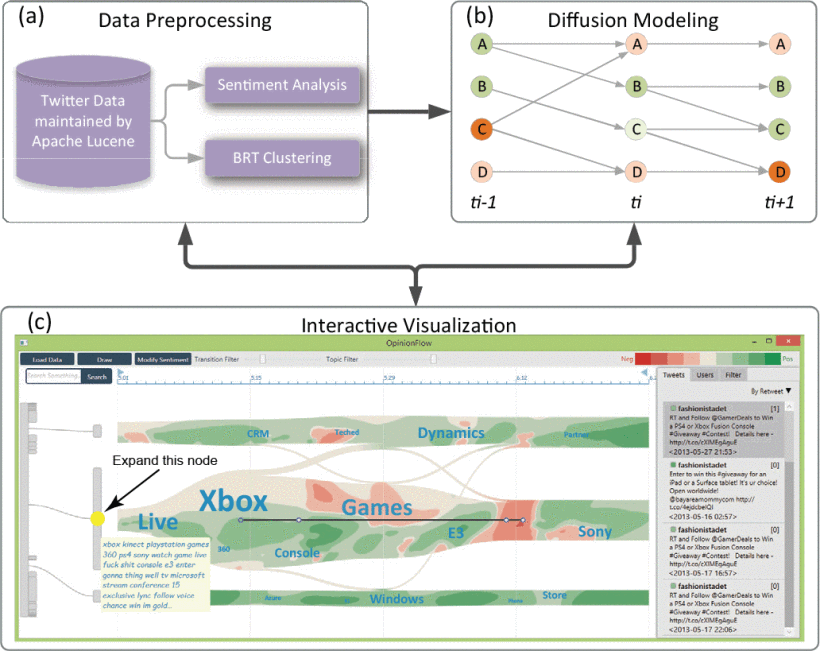 (a)
Data Preprocessing
Twitter Data
maintained by
Apache Lucene
Sentiment Analysis
BRT Clustering
(b)
Diffusion Modeling
A
A
A
B
B
B
C
C
C
D
D
D
ti-1
ti
ti+1
(c)
Interactive Visualization
OpinionFlow
Load Data
Draw
Modify Sentiment
Transition Filter
Topic Filter
Neg
Pos
Search Something...
Search
5.01
5.15
5.29
6.12
Tweets
Users
Filter
By Retweet ▼
Expand this node
CRM
Teched
Dynamics
Partner
Xbox
Live
Games
360
Console
E3
Sony
Azure
Windows
Store
xbox kinect playstation games
360 ps4 sony watch game live
fuck shit console e3 enter
gonna thing well tv microsoft
stream conference 15
exclusive lync follow voice
chance win im gold...
fashionistadet [1]
RT and Follow @GamerDeals to Win
a PS4 or Xbox Fusion Console
#Giveaway #Contest! Details here -
http://t.co/cXIMEgAguE
<2013-05-27 21:53>
fashionistadet [0]
Enter to win this #giveaway for an
iPad or a Surface tablet! It's ur choice!
Open worldwide!
@bayareamommycom http://
t.co/4ejddbelQI
<2013-05-16 02:57>
fashionistadet [0]
RT and Follow @GamerDeals to Win
a PS4 or Xbox Fusion Console
#Giveaway #Contest! Details here -
http://t.co/cXIMEgAguE
<2013-05-17 16:57>
fashionistadet [0]
RT and Follow @GamerDeals to Win
a PS4 or Xbox Fusion Console
#Giveaway #Contest! Details here -
http://t.co/cXIMEgAguE
<2013-05-17 22:06>